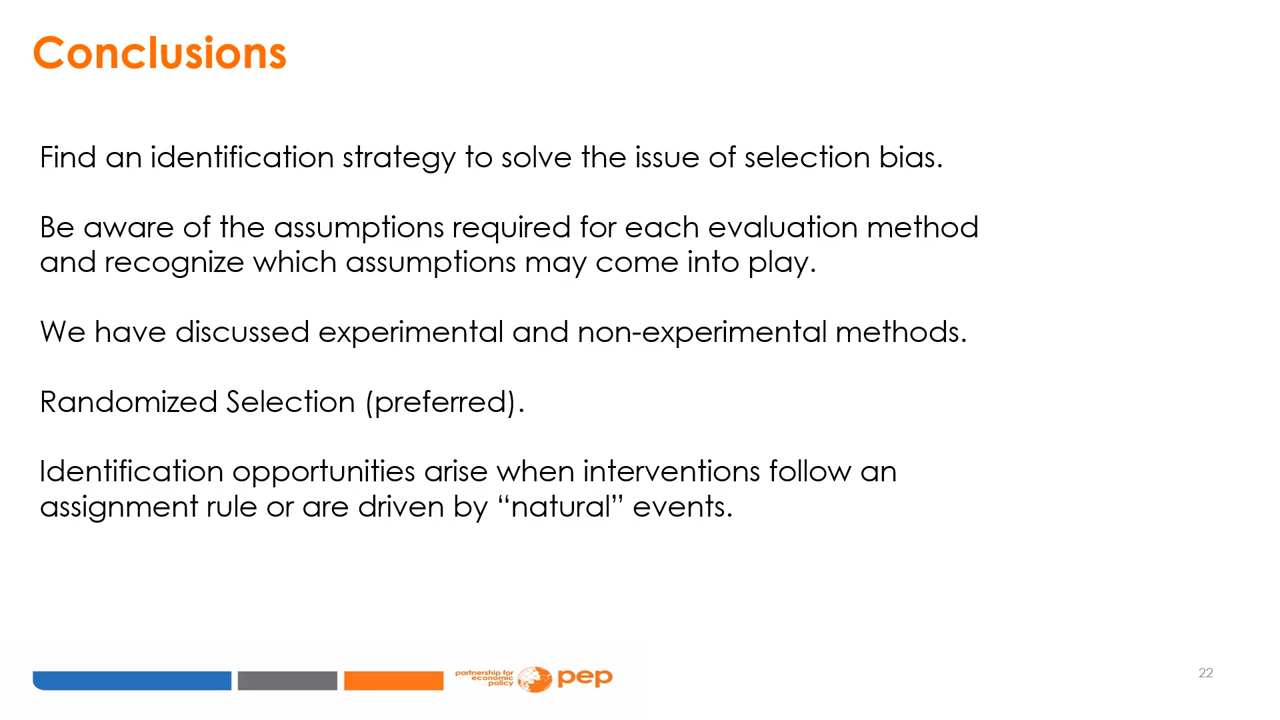 Conclusions
Find an identification strategy to solve the issue of selection bias.
Be aware of the assumptions required for each evaluation method
and recognize which assumptions may come into play.
We have discussed experimental and non-experimental methods.
Randomized Selection (preferred).
Identification opportunities arise when interventions follow an
assignment rule or are driven by “natural” events.
partnership for
economic
policy
pep
22